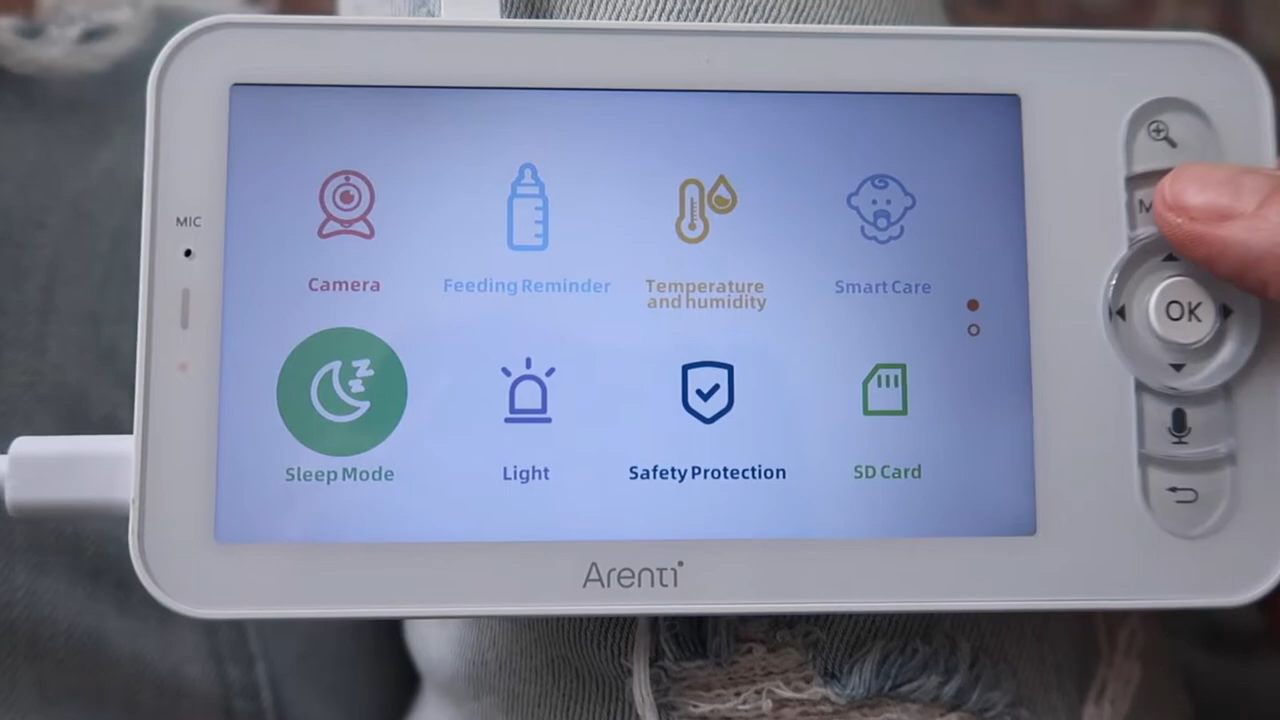 MIC
Camera
Feeding Reminder
Temperature
and humidity
Smart Care
Sleep Mode
Light
Safety Protection
SD Card
OK
Arenti